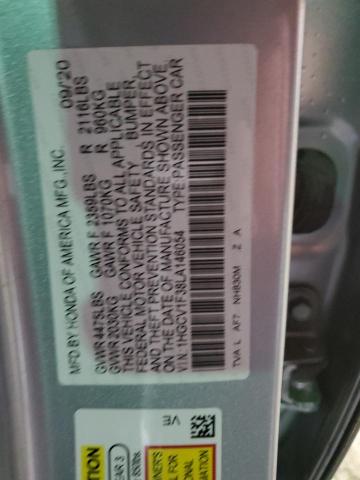 MFD BY HONDA OF AMERICA MFG.,INC. 09/20
GVWR 4475LBS GAWR F 2359LBS R 2116LBS
GVWR 2030KG GAWR F 1070KG R 960KG
THIS VEHICLE CONFORMS TO ALL APPLICABLE
FEDERAL MOTOR VEHICLE SAFETY BUMPER,
AND THEFT PREVENTION STANDARDS IN EFFECT
ON THE DATE OF MANUFACTURE SHOWN ABOVE.
V.I.N. 1HGCV1F38LA146054 TYPE:PASSENGER CAR
TVA L AF7 NH830M Z A